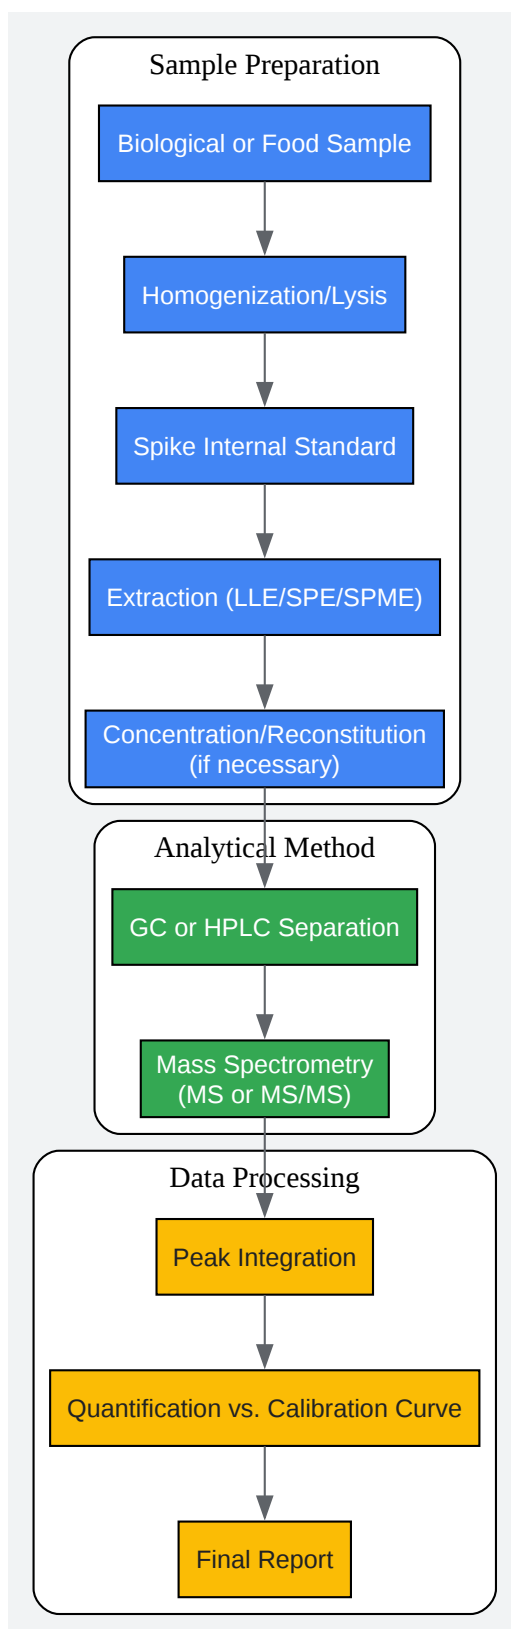 Sample Preparation
Biological or Food Sample
Homogenization/Lysis
Spike Internal Standard
Extraction (LLE/SPE/SPME)
Concentration/Reconstitution
(if necessary)
Analytical Method
GC or HPLC Separation
Mass Spectrometry
(MS or MS/MS)
Data Processing
Peak Integration
Quantification vs. Calibration Curve
Final Report